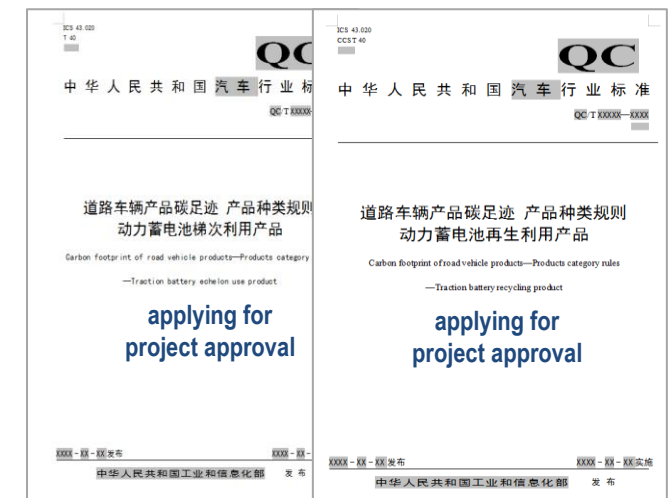 ICS 43.020
T 40
QC
中华人民共和国汽车行业标
QC/T XXXXX
道路车辆产品碳足迹 产品种类规则
动力蓄电池梯次利用产品
Carbon footprint of road vehicle products—Products category
—Traction battery echelon use product
applying for
project approval
XXXX-XX-XX发布
XXXX-XX-
中华人民共和国工业和信息化部 发布
ICS 43.020
CCS T 40
QC
中华人民共和国汽车行业标准
QC/T XXXXX—XXXX
道路车辆产品碳足迹 产品种类规则
动力蓄电池再生利用产品
Carbon footprint of road vehicle products—Products category rules
—Traction battery recycling product
applying for
project approval
XXXX-XX-XX发布
XXXX-XX-XX实施
中华人民共和国工业和信息化部 发布